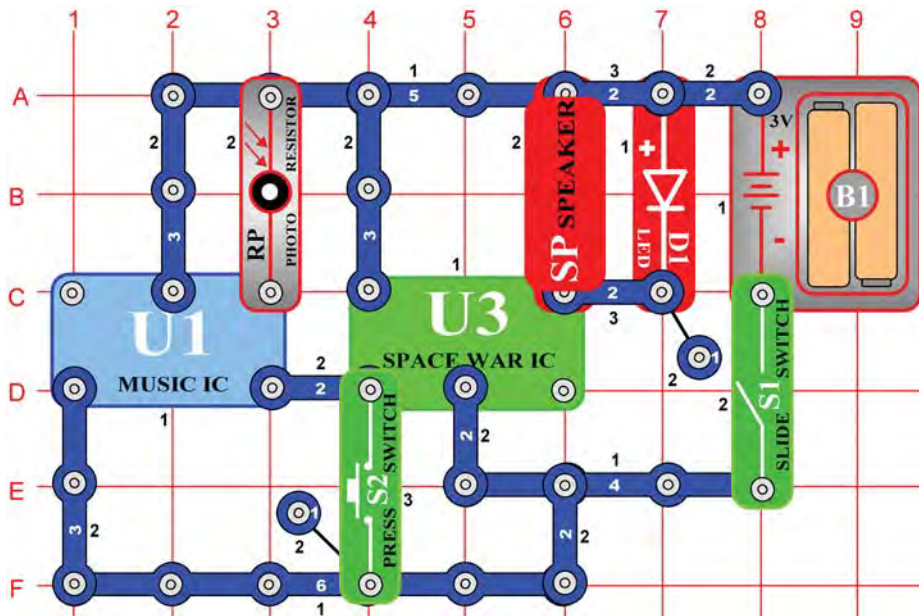 1 2 3 4 5 6 7 8 9
1 3 2
A 5 2 2
3V
2 2 2 2 1 +
RP PHOTO RESISTOR
SP SPEAKER
+
D1 LED
B 1 B1
3 3 -
1
C 2
U1 U3 3
MUSIC IC SPACE WAR IC
1
2 2
D 2
1 2 2
S1 SLIDE SWITCH
2
S2 PRESS SWITCH
1
E 4
1 3
2
3 2 2 2
F 6
1